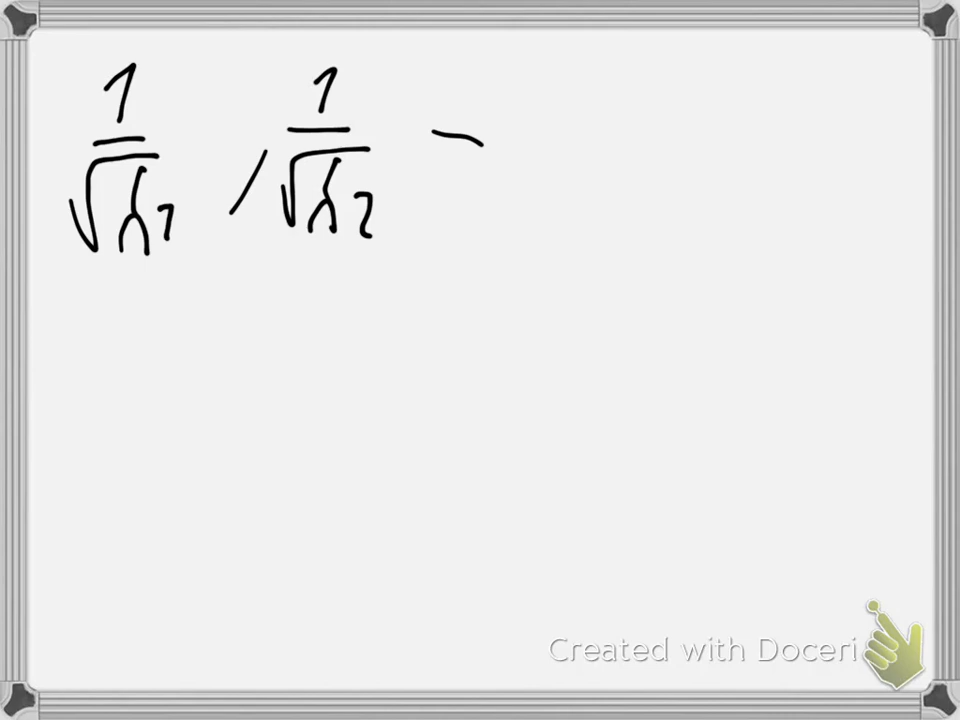 1/√λ1 / 1/√λ2 -
Created with Doceri